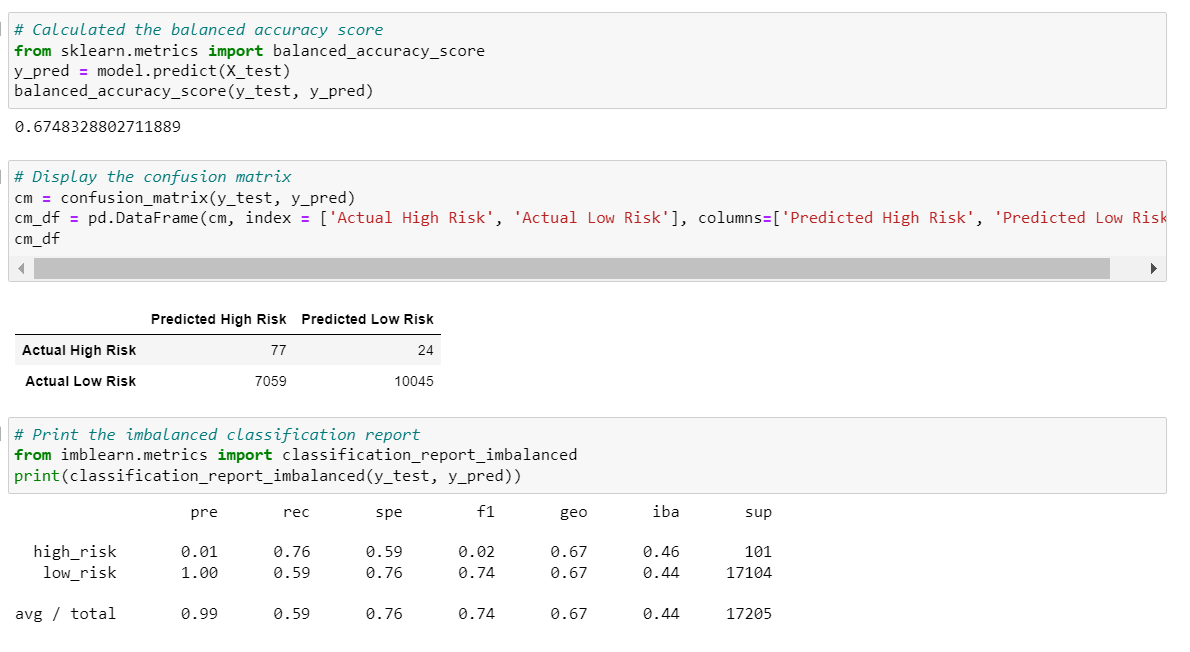 # Calculated the balanced accuracy score
from sklearn.metrics import balanced_accuracy_score
y_pred = model.predict(X_test)
balanced_accuracy_score(y_test, y_pred)
0.6748328802711889
# Display the confusion matrix
cm = confusion_matrix(y_test, y_pred)
cm_df = pd.DataFrame(cm, index = ['Actual High Risk', 'Actual Low Risk'], columns=['Predicted High Risk', 'Predicted Low Risk
cm_df
Predicted High Risk Predicted Low Risk
Actual High Risk 77 24
Actual Low Risk 7059 10045
# Print the imbalanced classification report
from imblearn.metrics import classification_report_imbalanced
print(classification_report_imbalanced(y_test, y_pred))
pre rec spe f1 geo iba sup
high_risk 0.01 0.76 0.59 0.02 0.67 0.46 101
low_risk 1.00 0.59 0.76 0.74 0.67 0.44 17104
avg / total 0.99 0.59 0.76 0.74 0.67 0.44 17205